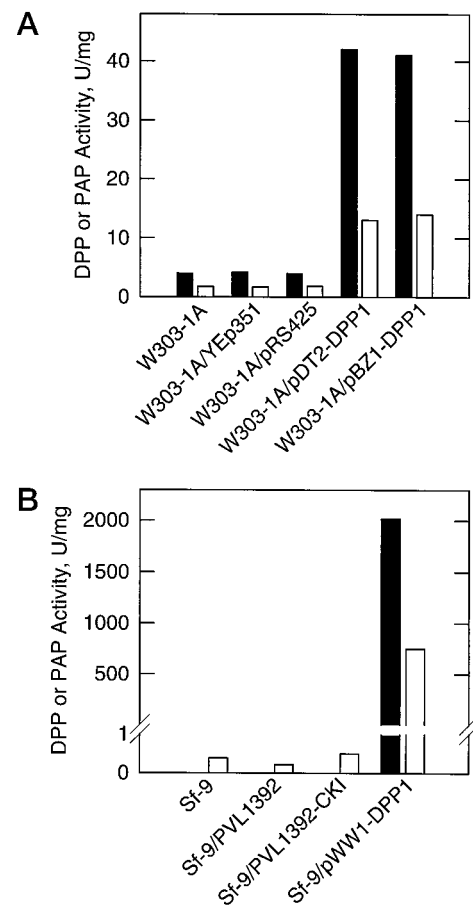 A
DPP or PAP Activity, U/mg
40
30
20
10
0
W303-1A
W303-1A/YEp351
W303-1A/pRS425
W303-1A/pDT2-DPP1
W303-1A/pBZ1-DPP1
B
DPP or PAP Activity, U/mg
2000
1500
1000
500
1
0
Sf-9
Sf-9/PVL1392
Sf-9/PVL1392-CKI
Sf-9/pWW1-DPP1